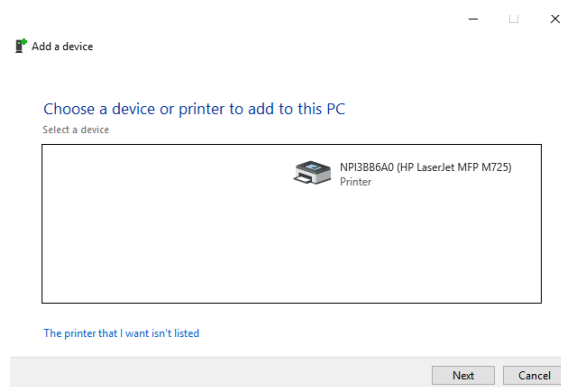 Add a device
Choose a device or printer to add to this PC
Select a device
NPI3BB6A0 (HP LaserJet MFP M725)
Printer
The printer that I want isn't listed
Next
Cancel